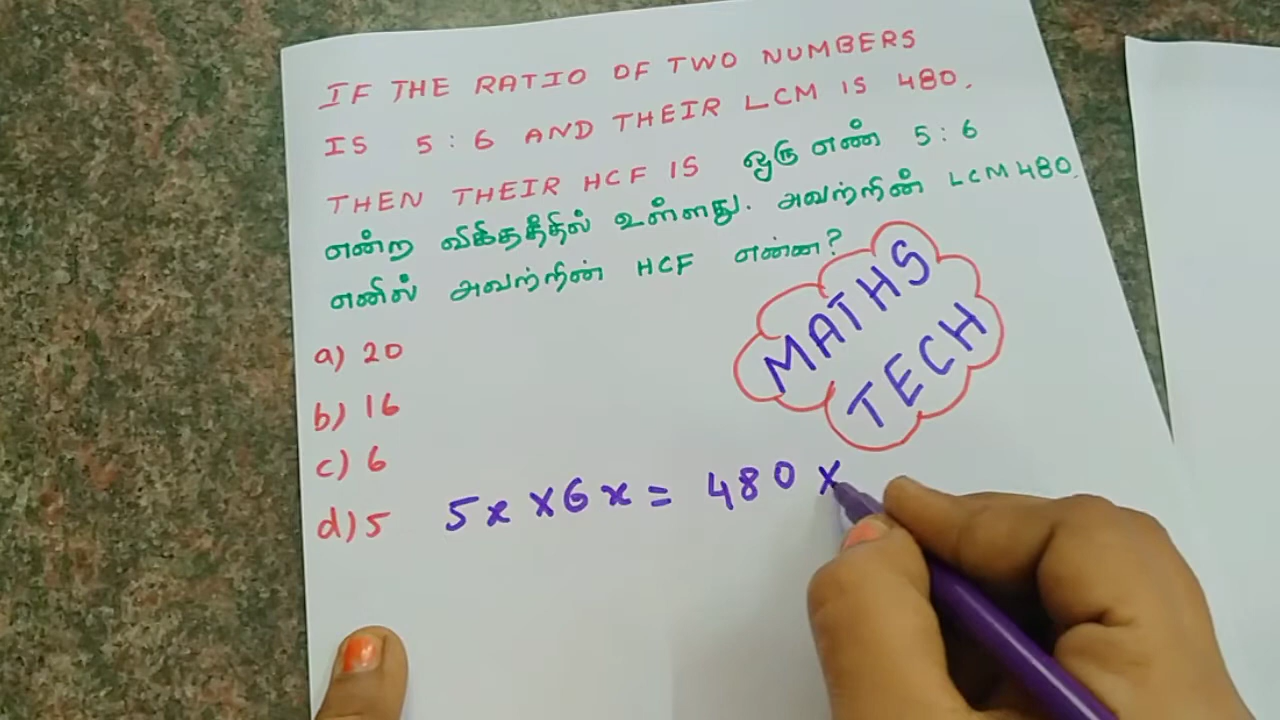 IF THE RATIO OF TWO NUMBERS
IS 5 : 6 AND THEIR LCM IS 480.
THEN THEIR HCF IS ஒரு எண் 5 : 6
என்ற விகிதத்தில் உள்ளது. அவற்றின் LCM 480.
எனில் அவற்றின் HCF என்ன?
MATHS
TECH
a) 20
b) 16
c) 6
d) 5
5x × 6x = 480 ×